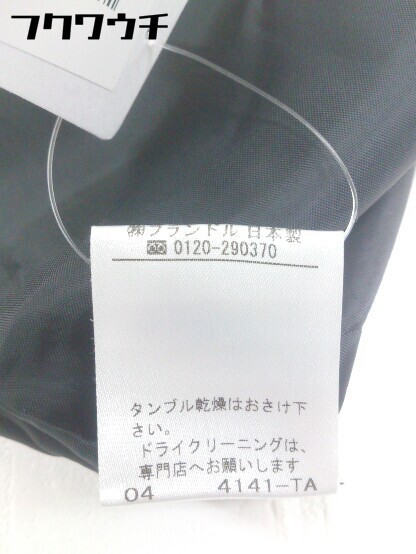 フクワウチ
㈱フランドル 日本製
0120-290370
タンブル乾燥はおさけ下
さい。
ドライクリーニングは、
専門店へお願いします
04 4141-TA